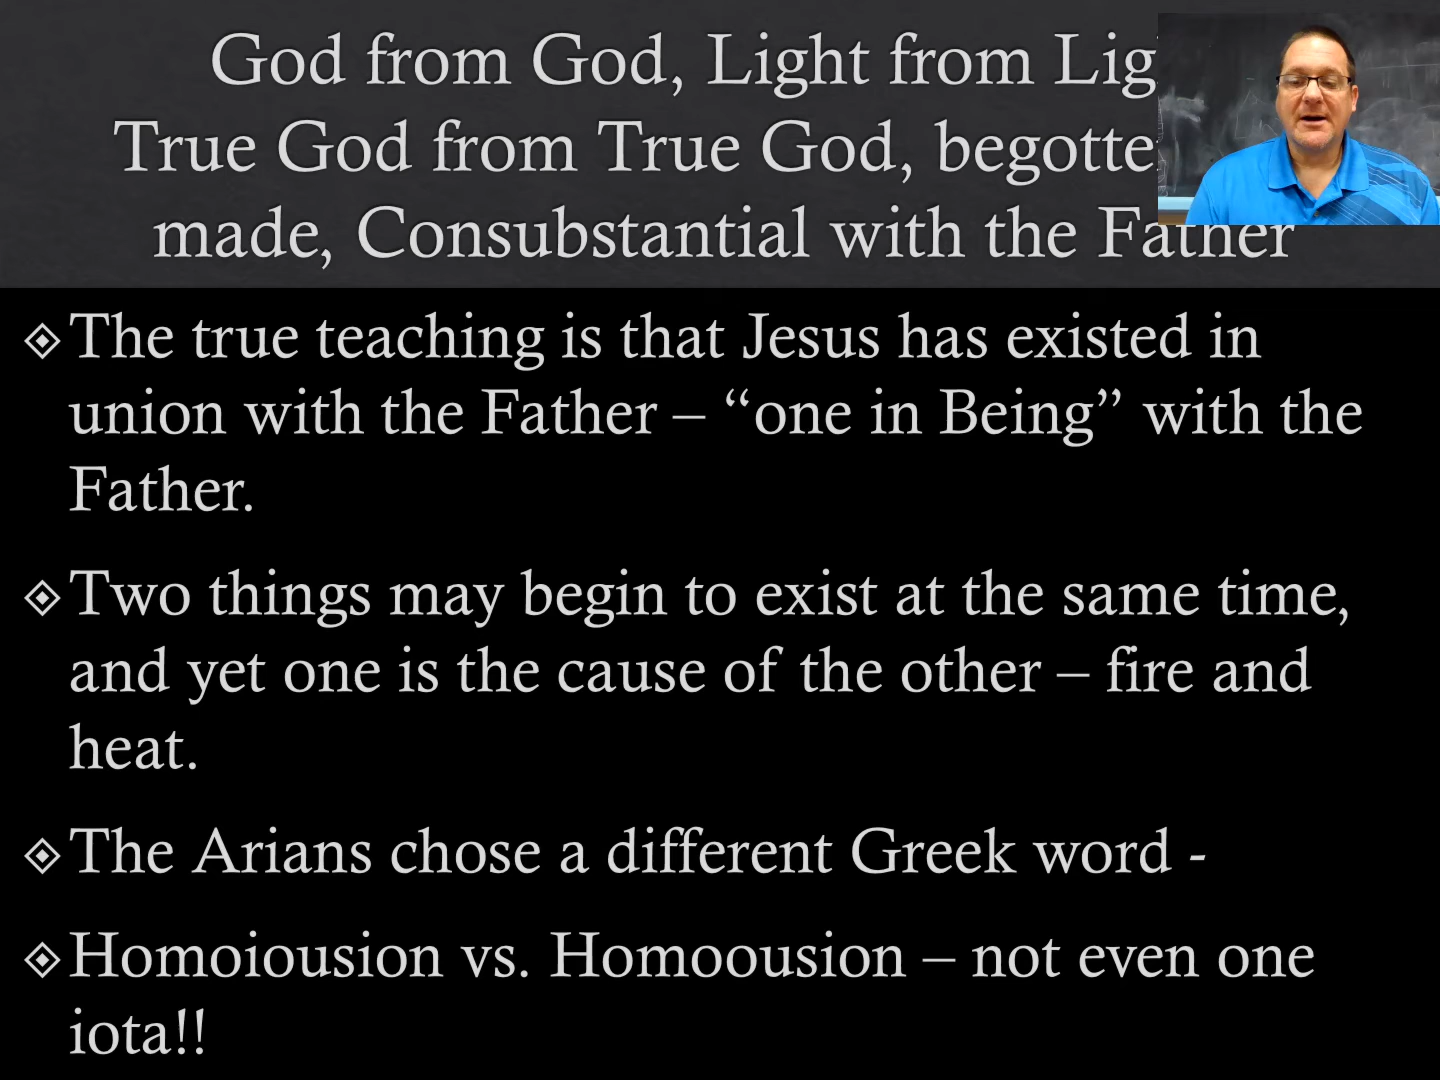 God from God, Light from Lig
True God from True God, begotte
made, Consubstantial with the Father
The true teaching is that Jesus has existed in
union with the Father – “one in Being” with the
Father.
Two things may begin to exist at the same time,
and yet one is the cause of the other – fire and
heat.
The Arians chose a different Greek word -
Homoiousion vs. Homoousion – not even one
iota!!